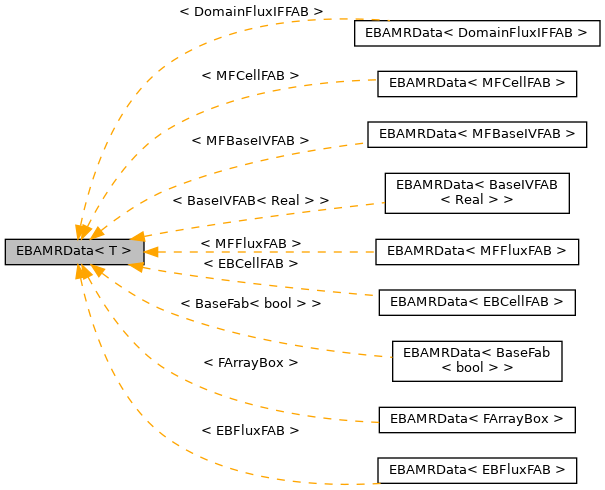 < DomainFluxIFFAB >
EBAMRData< DomainFluxIFFAB >
< MFCellFAB >
EBAMRData< MFCellFAB >
< MFBaseIVFAB >
EBAMRData< MFBaseIVFAB >
< BaseIVFAB< Real > >
EBAMRData< BaseIVFAB
< Real > >
EBAMRData< T >
< MFFluxFAB >
EBAMRData< MFFluxFAB >
< EBCellFAB >
EBAMRData< EBCellFAB >
< BaseFab< bool > >
EBAMRData< BaseFab
< bool > >
< FArrayBox >
EBAMRData< FArrayBox >
< EBFluxFAB >
EBAMRData< EBFluxFAB >